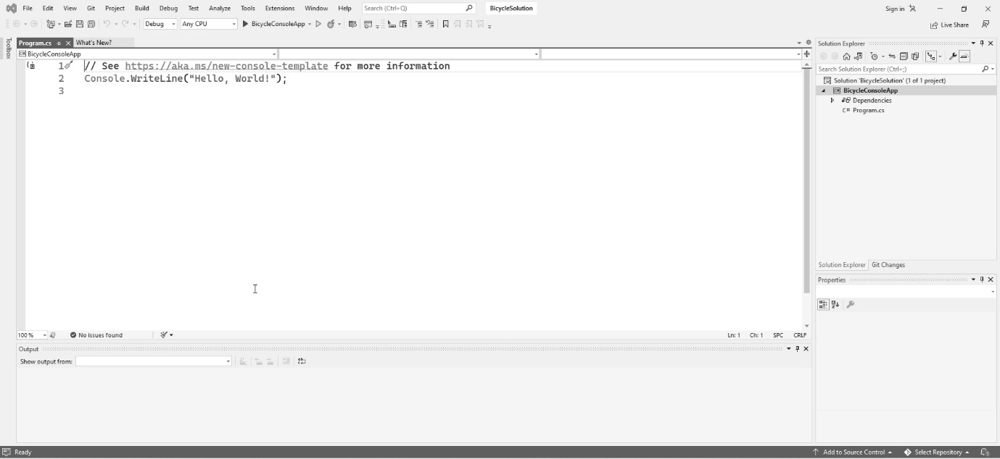 File Edit View Git Project Build Debug Test Analyze Tools Extensions Window Help Search (Ctrl+Q) BicycleSolution Sign in
Debug Any CPU BicycleConsoleApp Live Share
Toolbox
Program.cs What's New?
BicycleConsoleApp
1 // See https://aka.ms/new-console-template for more information
2 Console.WriteLine("Hello, World!");
3
100 % No issues found Ln: 1 Ch: 1 SPC CRLF
Output
Show output from:
Solution Explorer
Search Solution Explorer (Ctrl+;)
Solution 'BicycleSolution' (1 of 1 project)
BicycleConsoleApp
Dependencies
C# Program.cs
Solution Explorer Git Changes
Properties
Ready Add to Source Control Select Repository 1